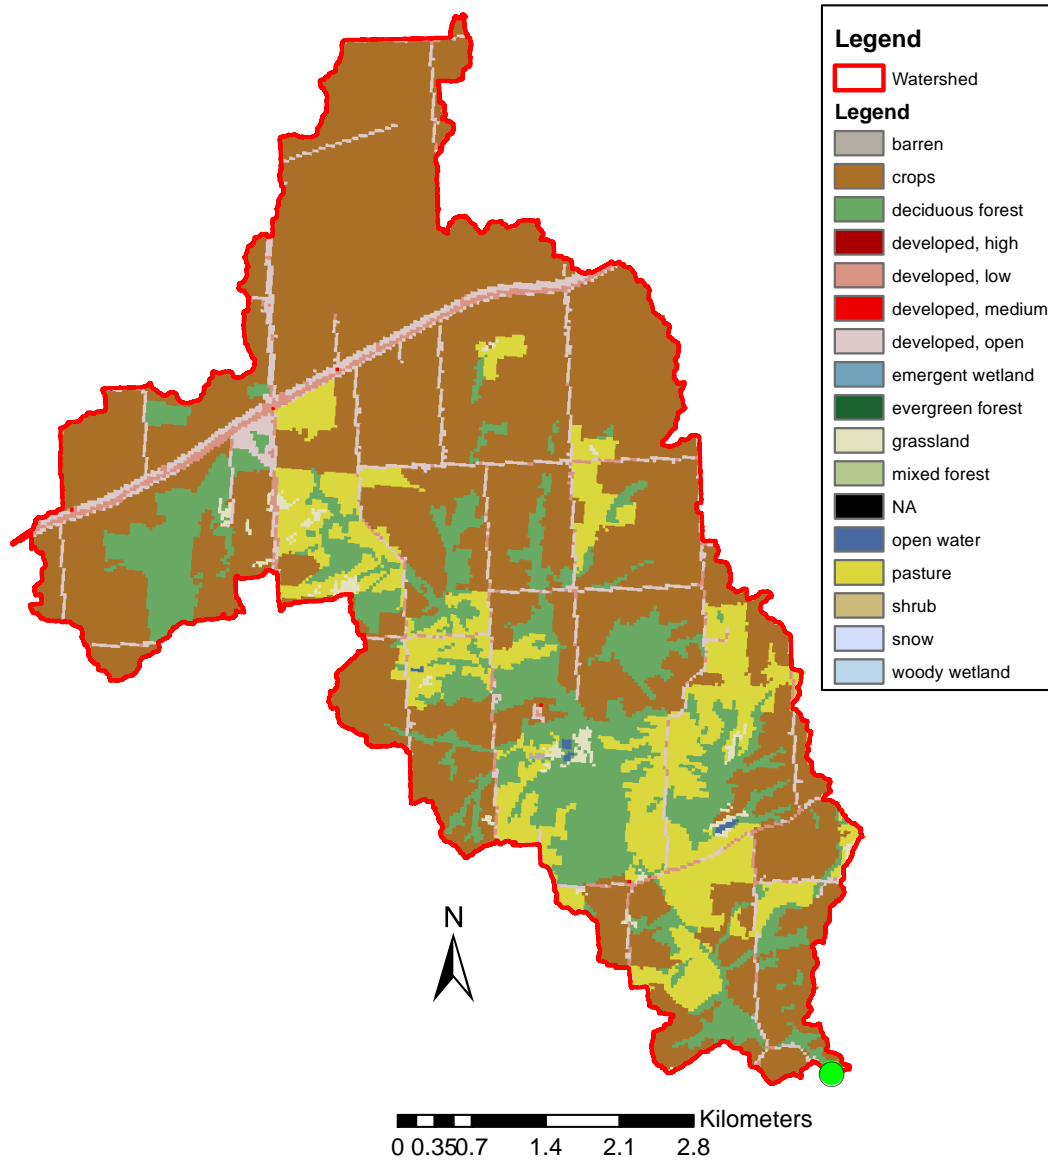 Legend
Watershed
Legend
barren
crops
deciduous forest
developed, high
developed, low
developed, medium
developed, open
emergent wetland
evergreen forest
grassland
mixed forest
NA
open water
pasture
shrub
snow
woody wetland
N
Kilometers
0 0.350.7 1.4 2.1 2.8